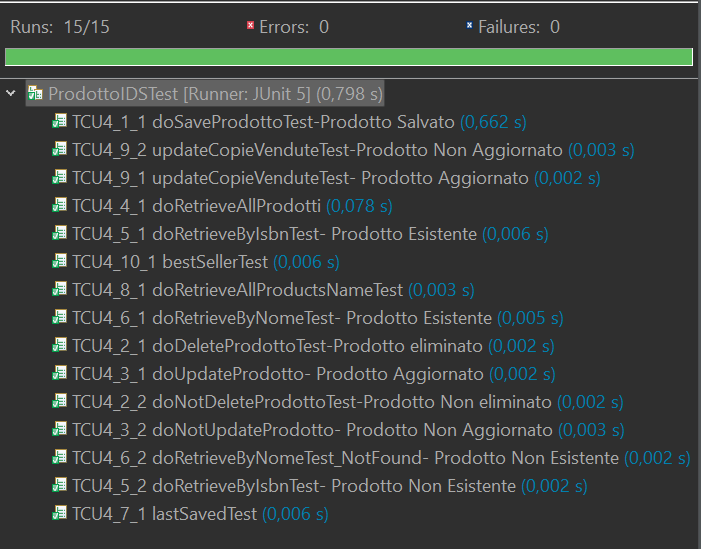 Runs: 15/15 Errors: 0 Failures: 0
ProdottoIDSTest [Runner: JUnit 5] (0,798 s)
TCU4_1_1 doSaveProdottoTest-Prodotto Salvato (0,662 s)
TCU4_9_2 updateCopieVenduteTest-Prodotto Non Aggiornato (0,003 s)
TCU4_9_1 updateCopieVenduteTest- Prodotto Aggiornato (0,002 s)
TCU4_4_1 doRetrieveAllProdotti (0,078 s)
TCU4_5_1 doRetrieveByIsbnTest- Prodotto Esistente (0,006 s)
TCU4_10_1 bestSellerTest (0,006 s)
TCU4_8_1 doRetrieveAllProductsNameTest (0,003 s)
TCU4_6_1 doRetrieveByNomeTest- Prodotto Esistente (0,005 s)
TCU4_2_1 doDeleteProdottoTest-Prodotto eliminato (0,002 s)
TCU4_3_1 doUpdateProdotto- Prodotto Aggiornato (0,002 s)
TCU4_2_2 doNotDeleteProdottoTest-Prodotto Non eliminato (0,002 s)
TCU4_3_2 doNotUpdateProdotto- Prodotto Non Aggiornato (0,003 s)
TCU4_6_2 doRetrieveByNomeTest_NotFound- Prodotto Non Esistente (0,002 s)
TCU4_5_2 doRetrieveByIsbnTest- Prodotto Non Esistente (0,002 s)
TCU4_7_1 lastSavedTest (0,006 s)